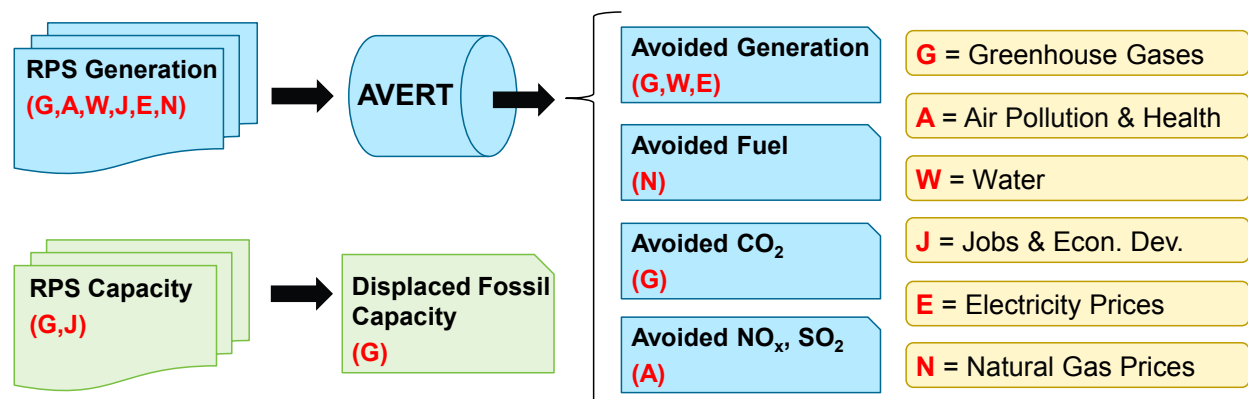 RPS Generation
(G,A,W,J,E,N)
AVERT
Avoided Generation
(G,W,E)
Avoided Fuel
(N)
Avoided CO₂
(G)
Avoided NOₓ, SO₂
(A)
RPS Capacity
(G,J)
Displaced Fossil
Capacity
(G)
G = Greenhouse Gases
A = Air Pollution & Health
W = Water
J = Jobs & Econ. Dev.
E = Electricity Prices
N = Natural Gas Prices